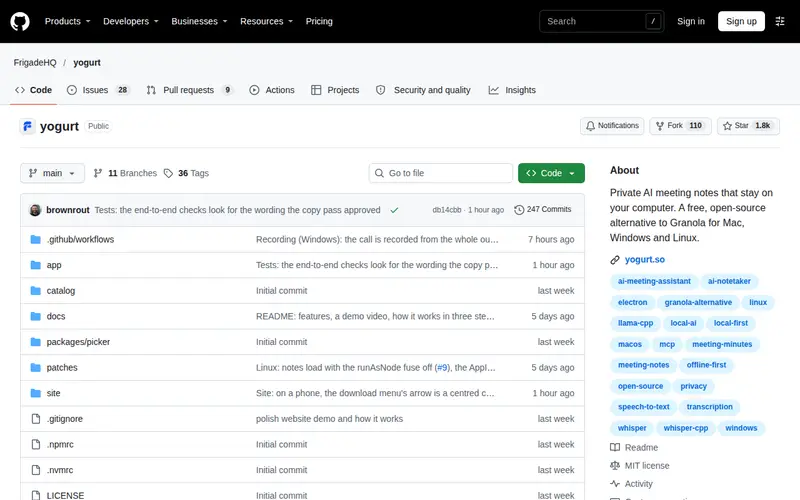 Products Developers Businesses Resources Pricing Search / Sign in Sign up
FrigadeHQ / yogurt
Code Issues 28 Pull requests 9 Actions Projects Security and quality Insights
yogurt Public Notifications Fork 110 Star 1.8k
main 11 Branches 36 Tags Go to file Code
brownrout Tests: the end-to-end checks look for the wording the copy pass approved db14cbb · 1 hour ago 247 Commits
.github/workflows Recording (Windows): the call is recorded from the whole ou… 7 hours ago
app Tests: the end-to-end checks look for the wording the copy p… 1 hour ago
catalog Initial commit last week
docs README: features, a demo video, how it works in three ste… 5 days ago
packages/picker Initial commit last week
patches Linux: notes load with the runAsNode fuse off (#9), the AppI… 5 days ago
site Site: on a phone, the download menu's arrow is a centred c… 1 hour ago
.gitignore polish website demo and how it works last week
.npmrc Initial commit last week
.nvmrc Initial commit last week
LICENSE Initial commit last week
About
Private AI meeting notes that stay on
your computer. A free, open-source
alternative to Granola for Mac,
Windows and Linux.
yogurt.so
ai-meeting-assistant ai-notetaker
electron granola-alternative linux
llama-cpp local-ai local-first
macos mcp meeting-minutes
meeting-notes offline-first
open-source privacy
speech-to-text transcription
whisper whisper-cpp windows
Readme
MIT license
Activity